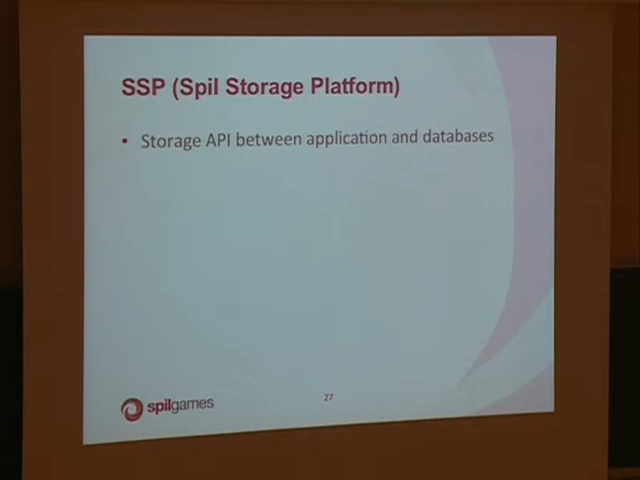 SSP (Spil Storage Platform)
• Storage API between application and databases
spilgames
27